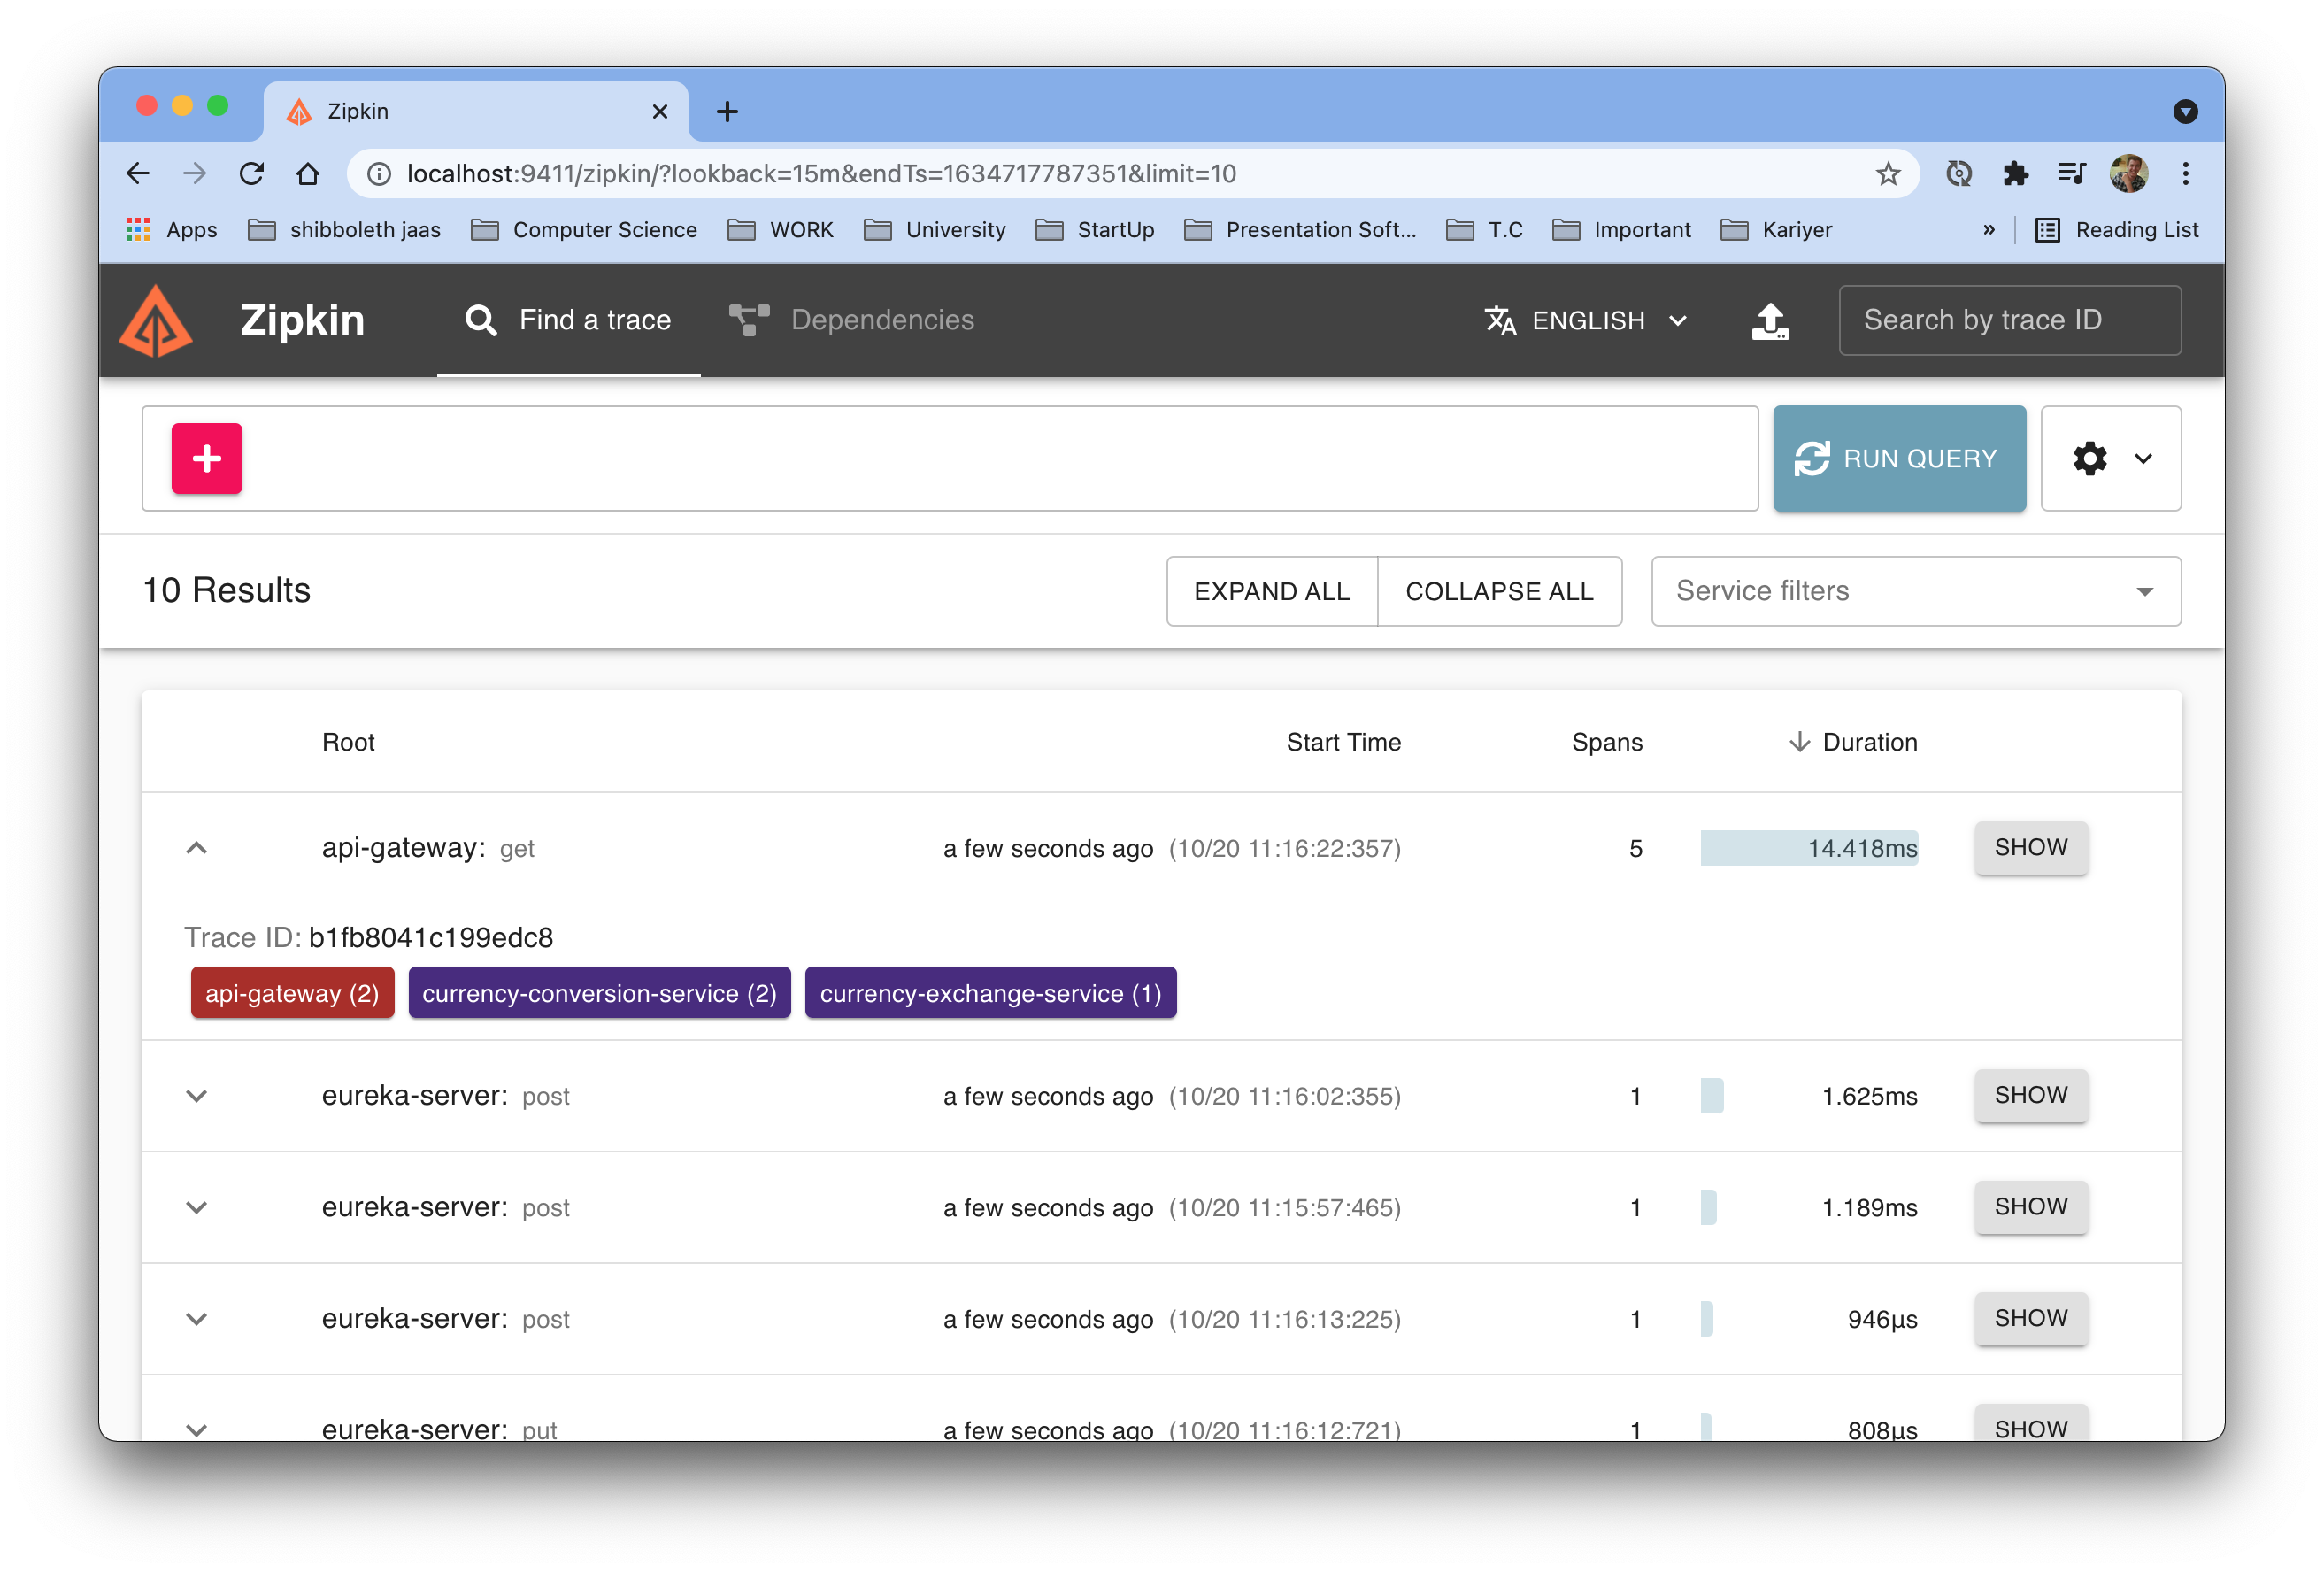 Zipkin
localhost:9411/zipkin/?lookback=15m&endTs=1634717787351&limit=10
Apps shibboleth jaas Computer Science WORK University StartUp Presentation Soft... T.C Important Kariyer » Reading List
Zipkin Find a trace Dependencies ENGLISH Search by trace ID
RUN QUERY
10 Results EXPAND ALL COLLAPSE ALL Service filters
Root Start Time Spans Duration
api-gateway: get a few seconds ago (10/20 11:16:22:357) 5 14.418ms SHOW
Trace ID: b1fb8041c199edc8
api-gateway (2) currency-conversion-service (2) currency-exchange-service (1)
eureka-server: post a few seconds ago (10/20 11:16:02:355) 1 1.625ms SHOW
eureka-server: post a few seconds ago (10/20 11:15:57:465) 1 1.189ms SHOW
eureka-server: post a few seconds ago (10/20 11:16:13:225) 1 946μs SHOW
eureka-server: put a few seconds ago (10/20 11:16:12:721) 1 808μs SHOW